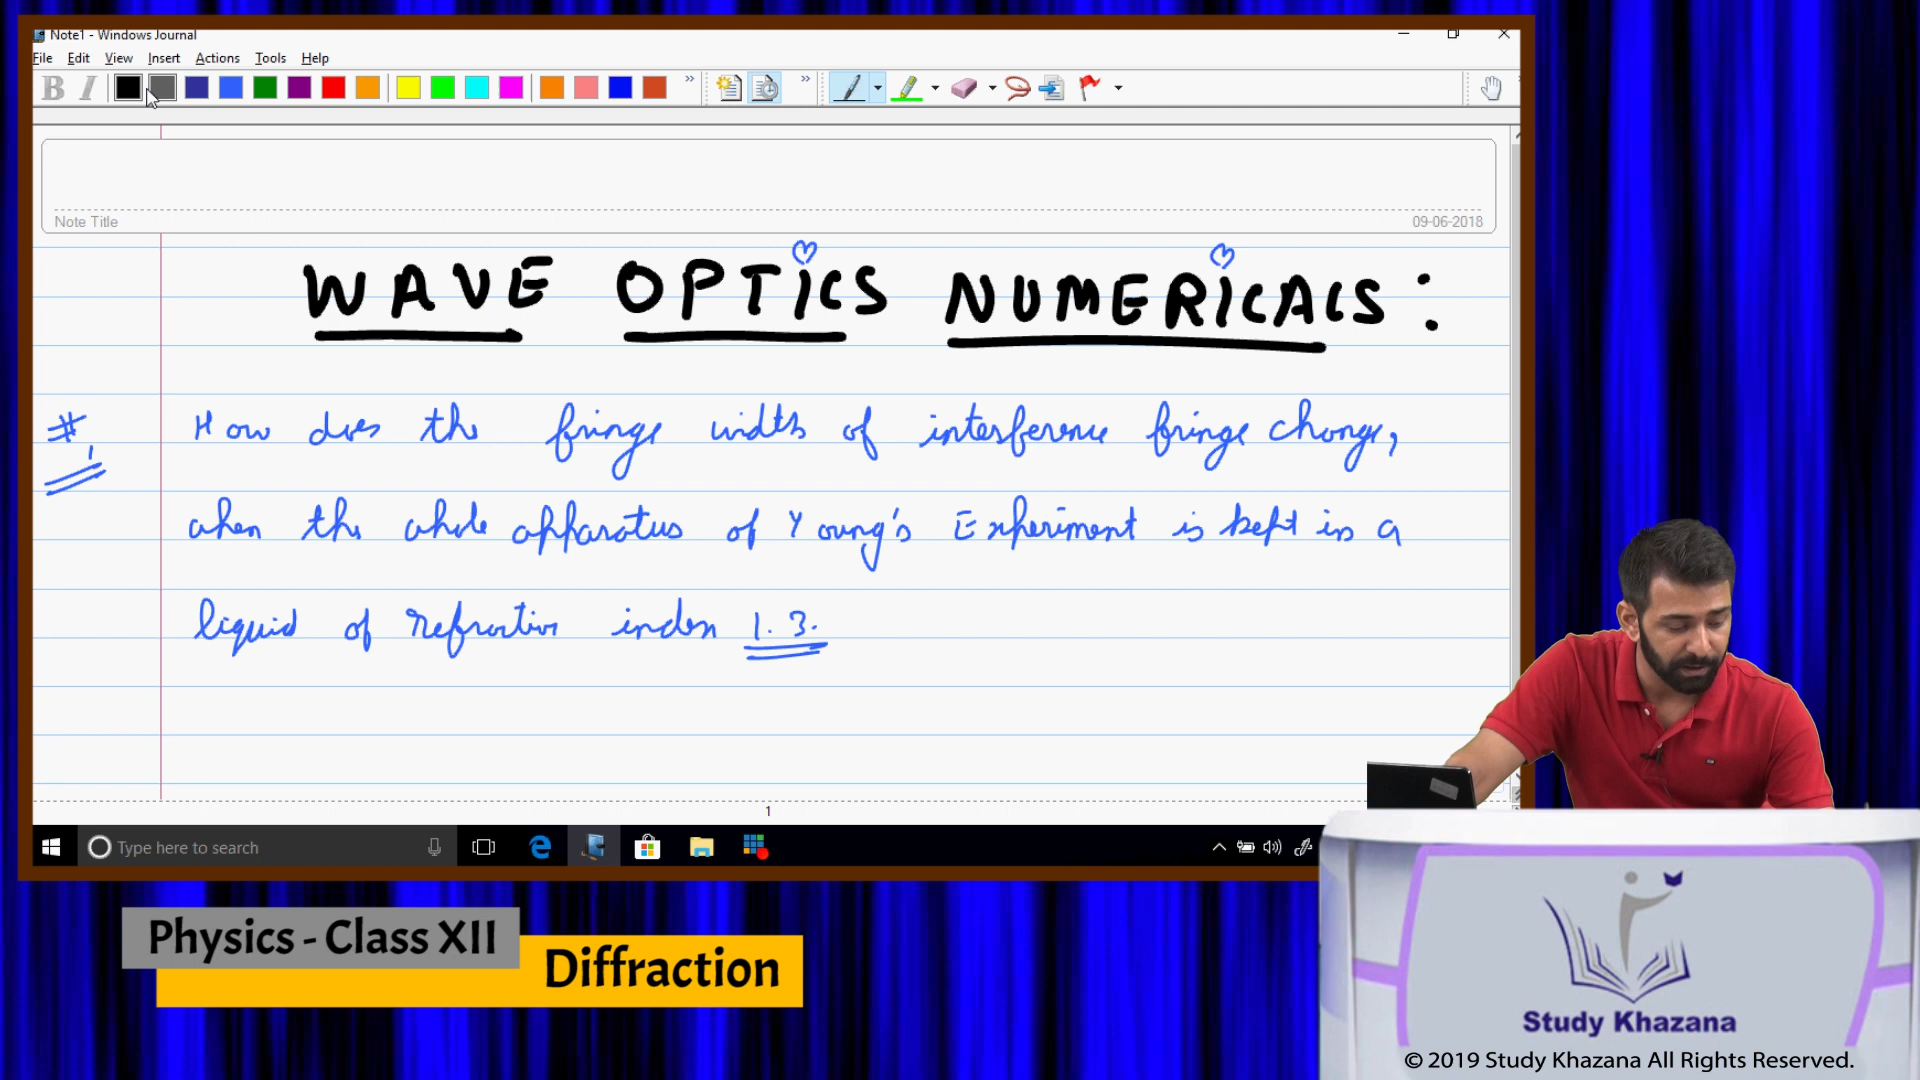 Note1 - Windows Journal
File Edit View Insert Actions Tools Help
B I
Note Title
09-06-2018
WAVE OPTICS NUMERICALS:
#1 How does the fringe width of interference fringe change,
when the whole apparatus of Young's Experiment is kept in a
liquid of refractive index 1.3.
1
Type here to search
Physics - Class XII
Diffraction
Study Khazana
© 2019 Study Khazana All Rights Reserved.